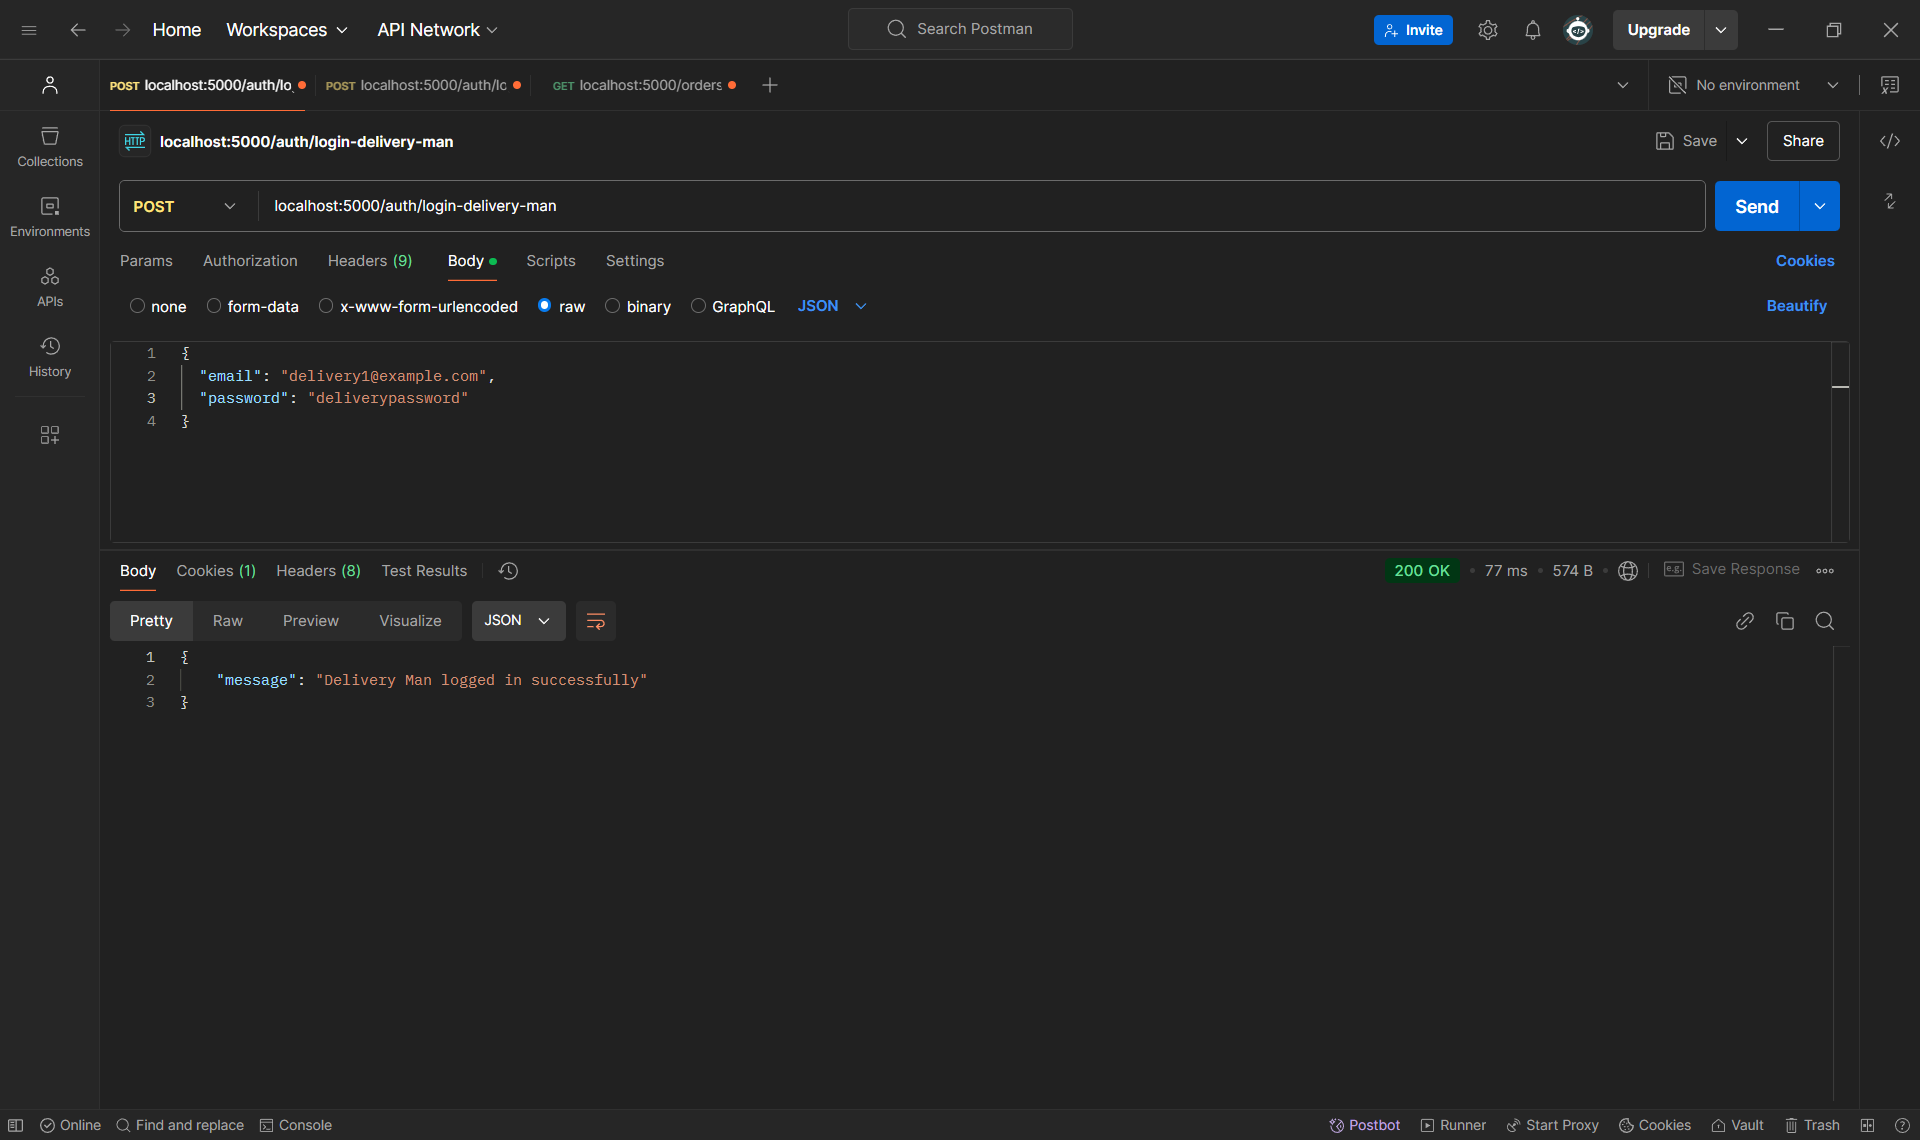 Home Workspaces API Network Search Postman Invite Upgrade
POST localhost:5000/auth/lo POST localhost:5000/auth/lo GET localhost:5000/orders No environment
HTTP localhost:5000/auth/login-delivery-man Save Share
POST localhost:5000/auth/login-delivery-man Send
Params Authorization Headers (9) Body Scripts Settings Cookies
none form-data x-www-form-urlencoded raw binary GraphQL JSON Beautify
Collections
Environments
APIs
History
1 {
2 "email": "delivery1@example.com",
3 "password": "deliverypassword"
4 }
Body Cookies (1) Headers (8) Test Results 200 OK • 77 ms • 574 B • e.g. Save Response
Pretty Raw Preview Visualize JSON
1 {
2 "message": "Delivery Man logged in successfully"
3 }
Online Find and replace Console Postbot Runner Start Proxy Cookies Vault Trash